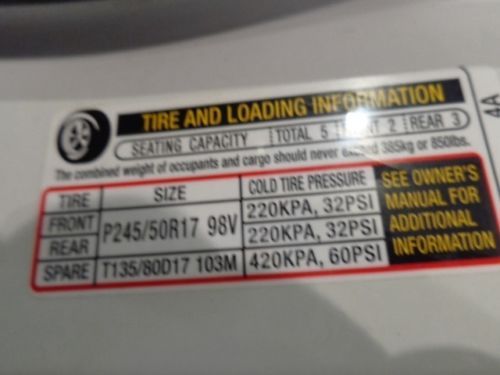 TIRE AND LOADING INFORMATION
SEATING CAPACITY TOTAL 5 FRONT 2 REAR 3
The combined weight of occupants and cargo should never exceed 385kg or 850lbs.
TIRE SIZE COLD TIRE PRESSURE
FRONT P245/50R17 98V 220KPA, 32PSI
REAR 220KPA, 32PSI
SPARE T135/80D17 103M 420KPA, 60PSI
SEE OWNER'S
MANUAL FOR
ADDITIONAL
INFORMATION
4A